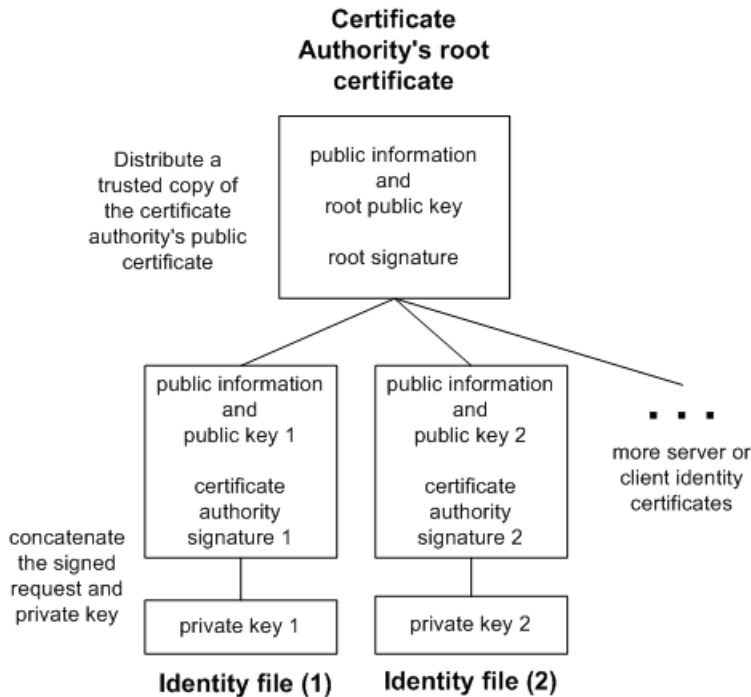 Certificate
Authority's root
certificate
Distribute a
trusted copy of
the certificate
authority's public
certificate
public information
and
root public key
root signature
public information
and
public key 1
certificate
authority
signature 1
public information
and
public key 2
certificate
authority
signature 2
. . .
more server or
client identity
certificates
concatenate
the signed
request and
private key
private key 1
private key 2
Identity file (1)
Identity file (2)